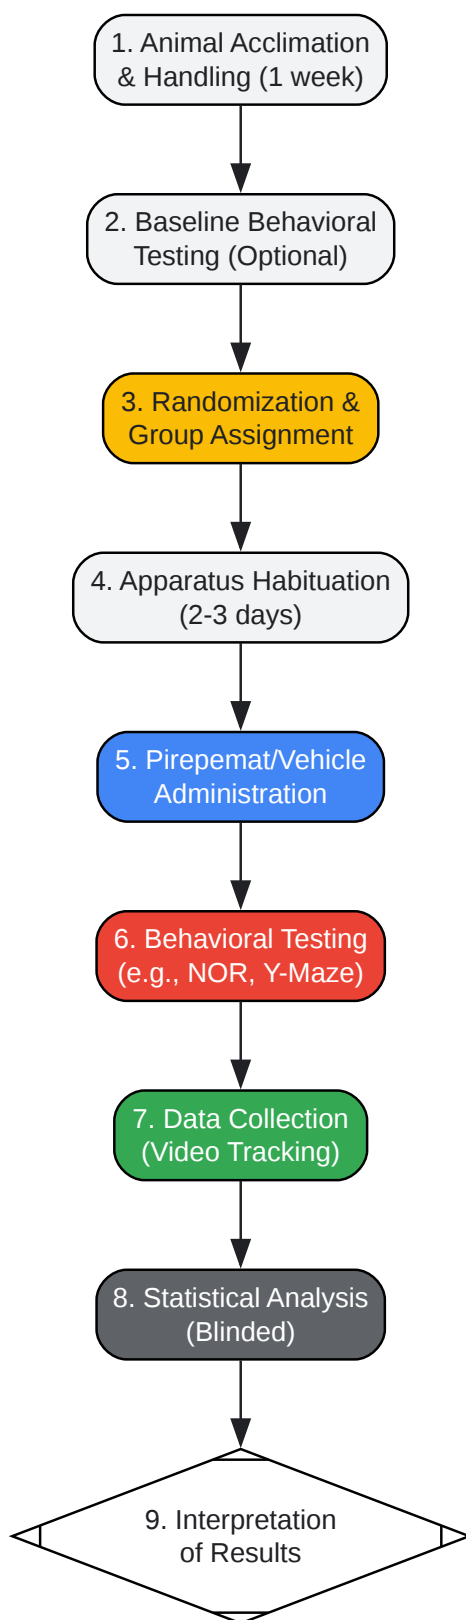 1. Animal Acclimation
& Handling (1 week)
2. Baseline Behavioral
Testing (Optional)
3. Randomization &
Group Assignment
4. Apparatus Habituation
(2-3 days)
5. Pirepemat/Vehicle
Administration
6. Behavioral Testing
(e.g., NOR, Y-Maze)
7. Data Collection
(Video Tracking)
8. Statistical Analysis
(Blinded)
9. Interpretation
of Results